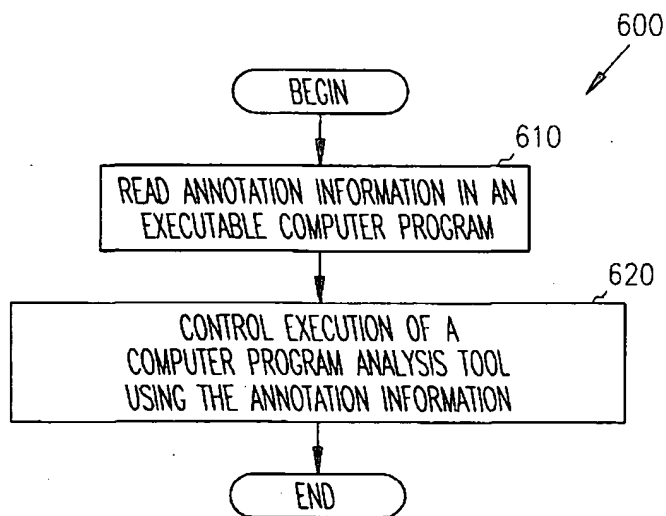 600
BEGIN
610
READ ANNOTATION INFORMATION IN AN
EXECUTABLE COMPUTER PROGRAM
620
CONTROL EXECUTION OF A
COMPUTER PROGRAM ANALYSIS TOOL
USING THE ANNOTATION INFORMATION
END